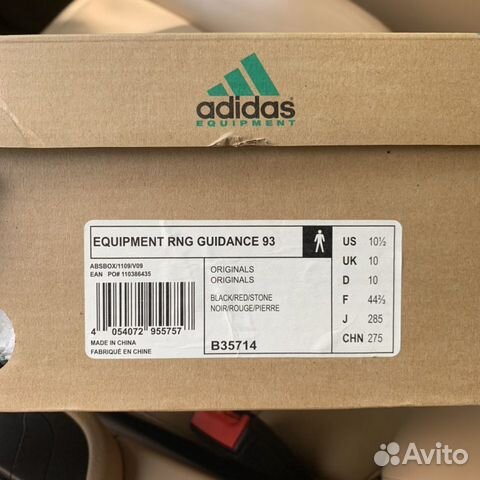 adidas
EQUIPMENT
EQUIPMENT RNG GUIDANCE 93
ABSBOX/1109/V09
EAN PO# 110386435
4 054072 955757
MADE IN CHINA
FABRIQUÉ EN CHINE
ORIGINALS
ORIGINALS
BLACK/RED/STONE
NOIR/ROUGE/PIERRE
B35714
US 10½
UK 10
D 10
F 44⅔
J 285
CHN 275
Avito